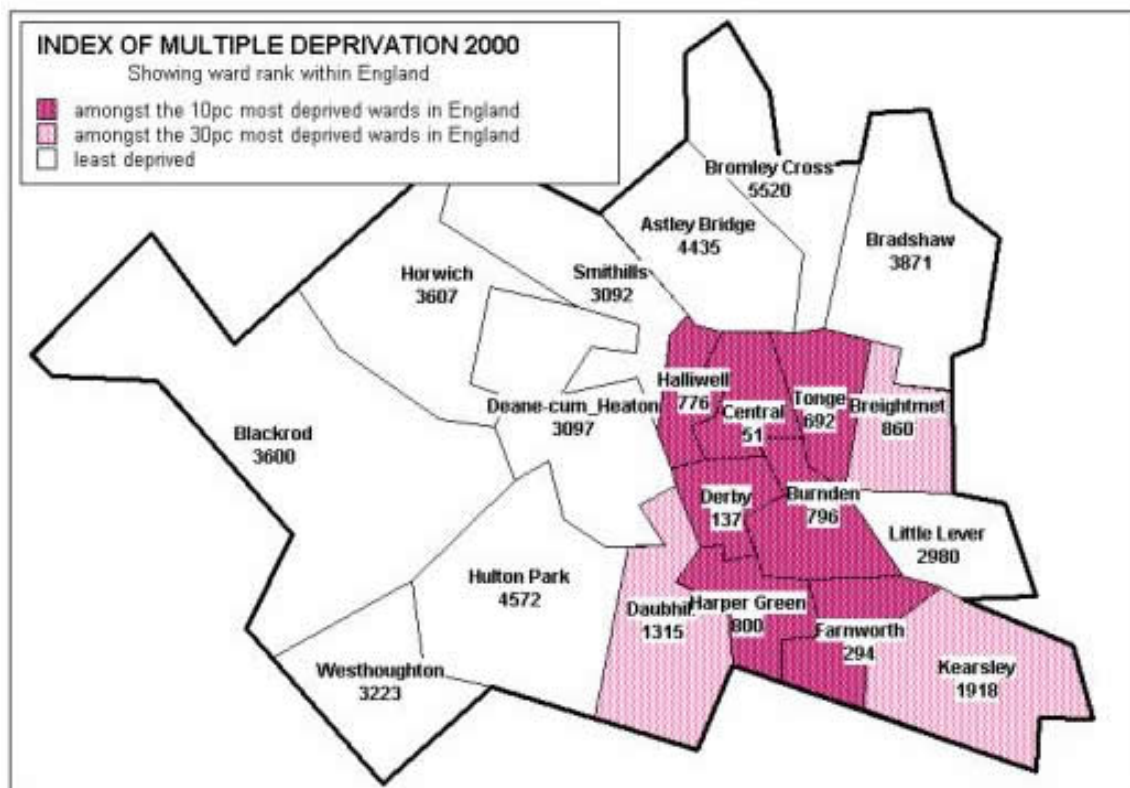 INDEX OF MULTIPLE DEPRIVATION 2000
Showing ward rank within England
amongst the 10pc most deprived wards in England
amongst the 30pc most deprived wards in England
least deprived
Bromley Cross
5520
Astley Bridge
4435
Bradshaw
3871
Horwich
3607
Smithills
3092
Halliwell
776
Central
51
Tonge
692
Breightmet
860
Deane-cum_Heaton
3097
Blackrod
3600
Derby
137
Burnden
796
Little Lever
2980
Hulton Park
4572
Daubhil.
1315
Harper Green
800
Farnworth
294
Westhoughton
3223
Kearsley
1918